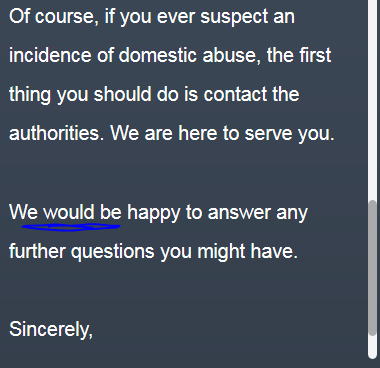 Of course, if you ever suspect an
incidence of domestic abuse, the first
thing you should do is contact the
authorities. We are here to serve you.
We would be happy to answer any
further questions you might have.
Sincerely,